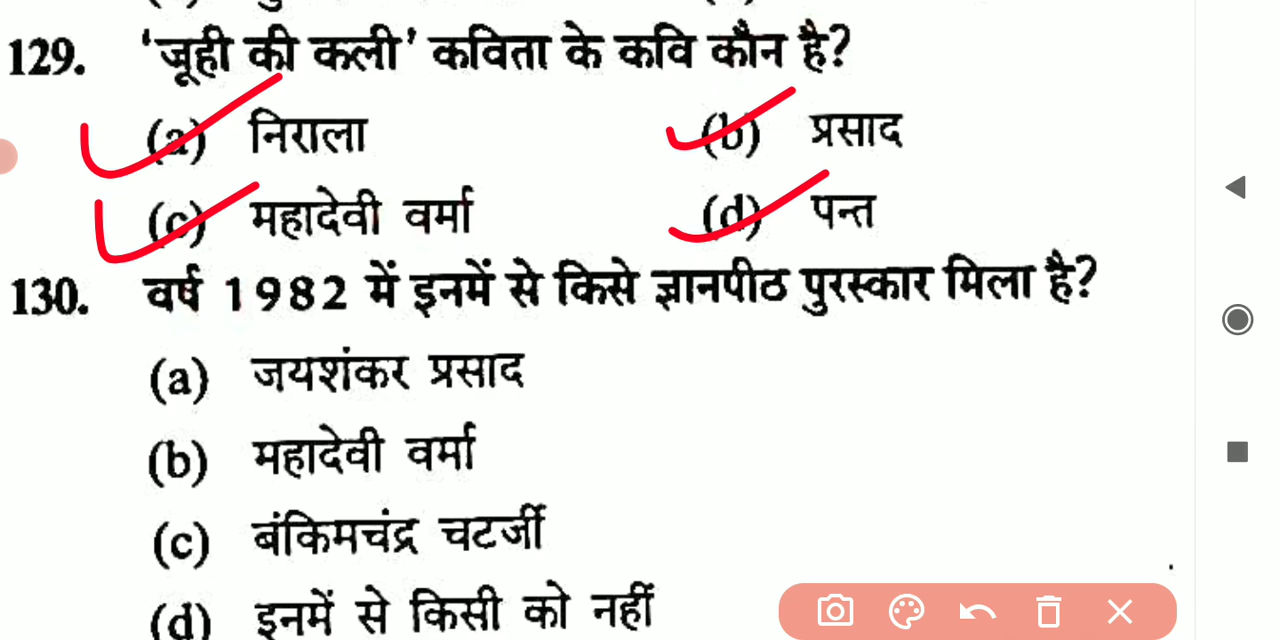 129. 'जूही की कली' कविता के कवि कौन है?
(a) निराला (b) प्रसाद
(c) महादेवी वर्मा (d) पन्त
130. वर्ष 1982 में इनमें से किसे ज्ञानपीठ पुरस्कार मिला है?
(a) जयशंकर प्रसाद
(b) महादेवी वर्मा
(c) बंकिमचंद्र चटर्जी
(d) इनमें से किसी को नहीं